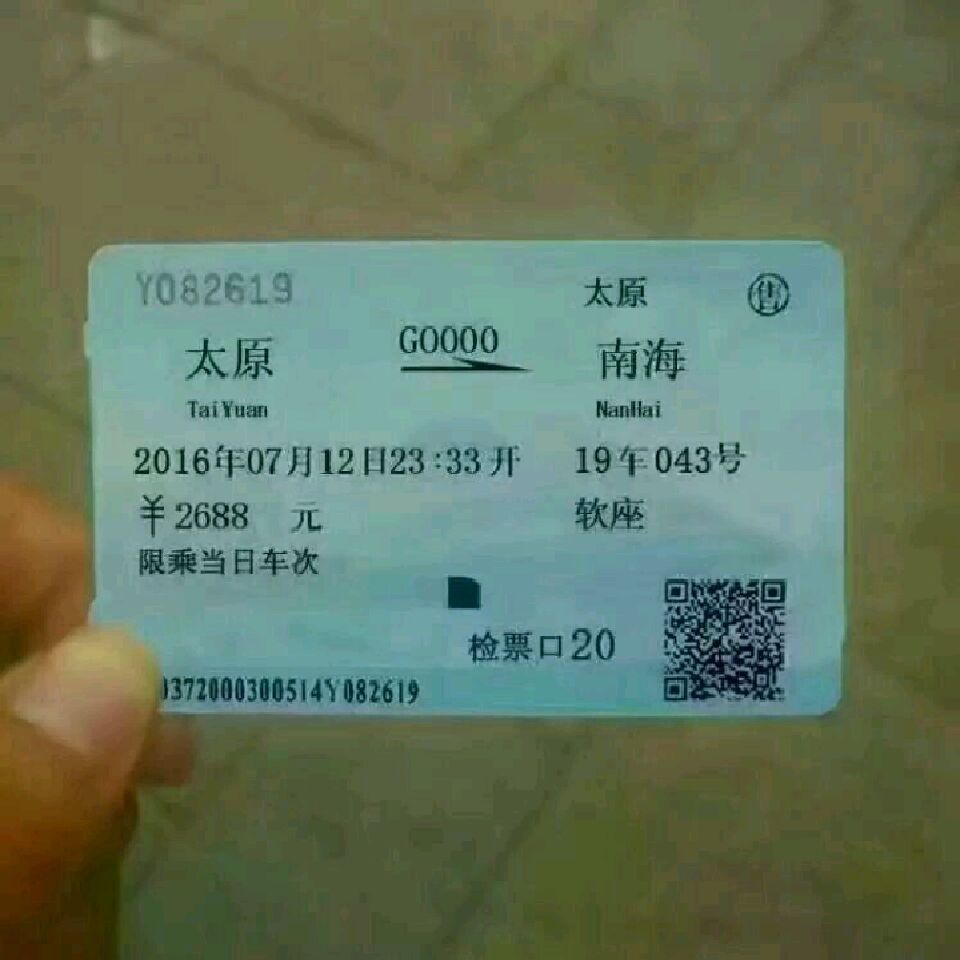 Y082619 太原 售
太原 G0000 南海
TaiYuan NanHai
2016年07月12日23:33开 19车043号
¥2688 元 软座
限乘当日车次
检票口20
0372000300514Y082619